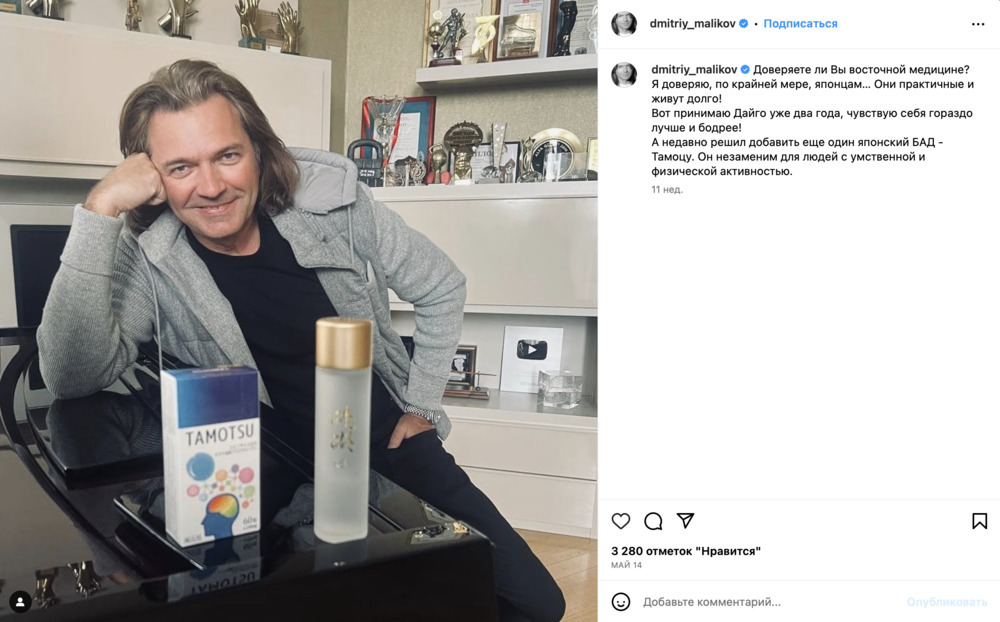 dmitriy_malikov • Подписаться
dmitriy_malikov Доверяете ли Вы восточной медицине?
Я доверяю, по крайней мере, японцам... Они практичные и
живут долго!
Вот принимаю Дайго уже два года, чувствую себя гораздо
лучше и бодрее!
А недавно решил добавить еще один японский БАД -
Тамоцу. Он незаменим для людей с умственной и
физической активностью.
11 нед.
TAMOTSU
3 280 отметок "Нравится"
МАЙ 14
Добавьте комментарий...
Опубликовать